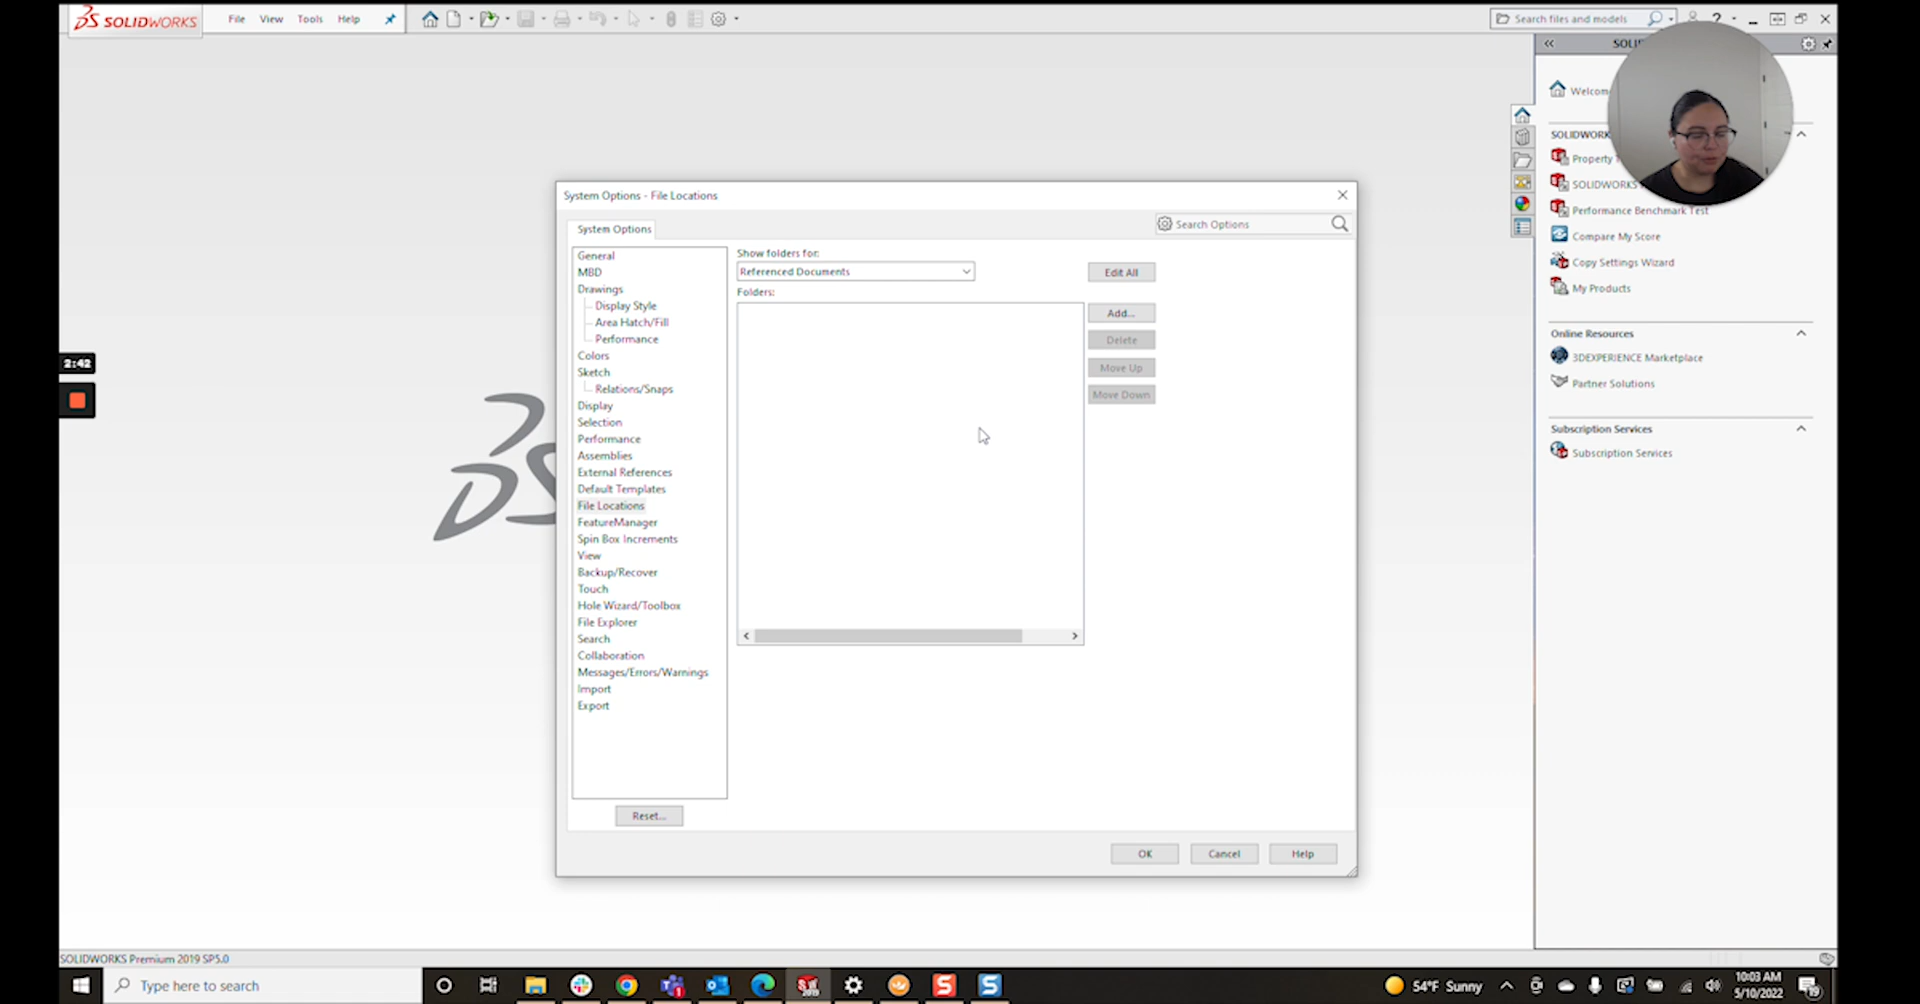 SOLIDWORKS File View Tools Help
Search files and models
?
System Options - File Locations
System Options
Search Options
General
MBD
Drawings
Display Style
Area Hatch/Fill
Performance
Colors
Sketch
Relations/Snaps
Display
Selection
Performance
Assemblies
External References
Default Templates
File Locations
FeatureManager
Spin Box Increments
View
Backup/Recover
Touch
Hole Wizard/Toolbox
File Explorer
Search
Collaboration
Messages/Errors/Warnings
Import
Export
Reset...
Show folders for:
Referenced Documents
Folders:
Edit All
Add...
Delete
Move Up
Move Down
OK Cancel Help
Performance Benchmark Test
Compare My Score
Copy Settings Wizard
My Products
Online Resources
3DEXPERIENCE Marketplace
Partner Solutions
Subscription Services
Subscription Services
2:42
SOLIDWORKS Premium 2019 SP5.0
Type here to search
54°F Sunny
10:03 AM
5/10/2022